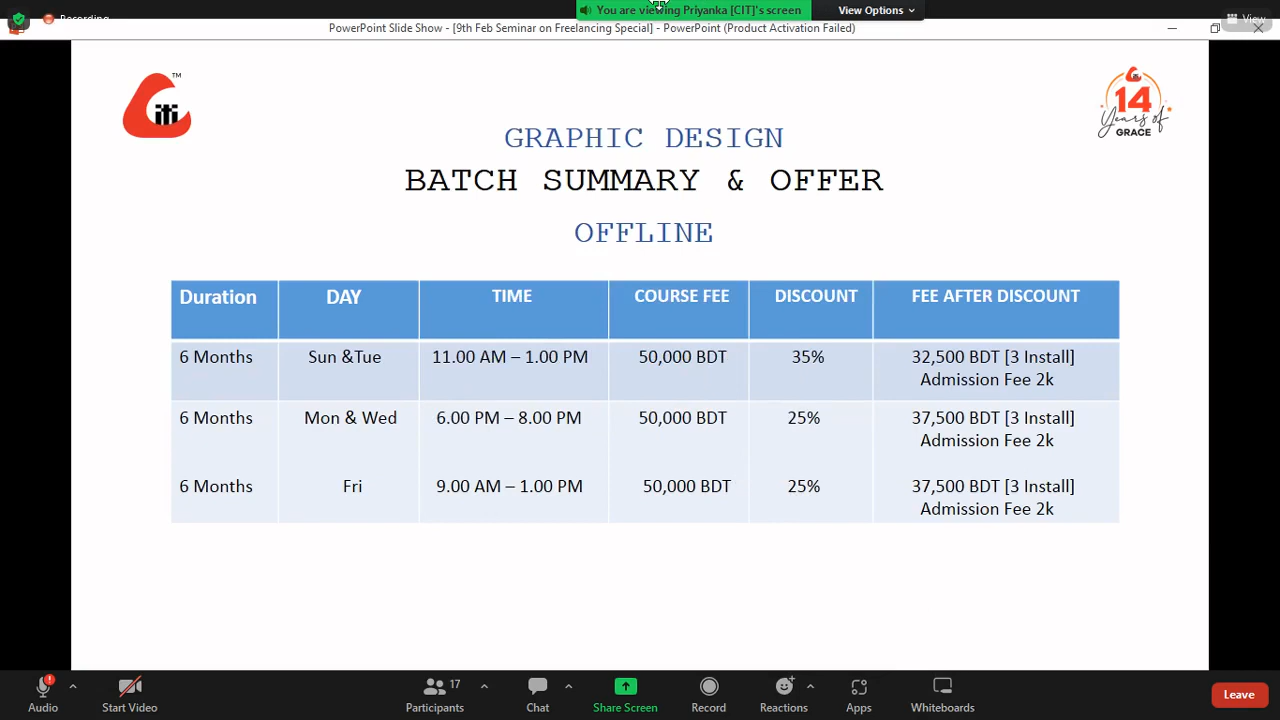 You are viewing Priyanka [CIT]'s screen View Options
Recording
View
PowerPoint Slide Show - [9th Feb Seminar on Freelancing Special] - PowerPoint (Product Activation Failed)
citi
TM
14
Years of
GRACE
GRAPHIC DESIGN
BATCH SUMMARY & OFFER
OFFLINE
Duration DAY TIME COURSE FEE DISCOUNT FEE AFTER DISCOUNT
6 Months Sun &Tue 11.00 AM – 1.00 PM 50,000 BDT 35% 32,500 BDT [3 Install]
Admission Fee 2k
6 Months Mon & Wed 6.00 PM – 8.00 PM 50,000 BDT 25% 37,500 BDT [3 Install]
Admission Fee 2k
6 Months Fri 9.00 AM – 1.00 PM 50,000 BDT 25% 37,500 BDT [3 Install]
Admission Fee 2k
17
Audio Start Video Participants Chat Share Screen Record Reactions Apps Whiteboards Leave